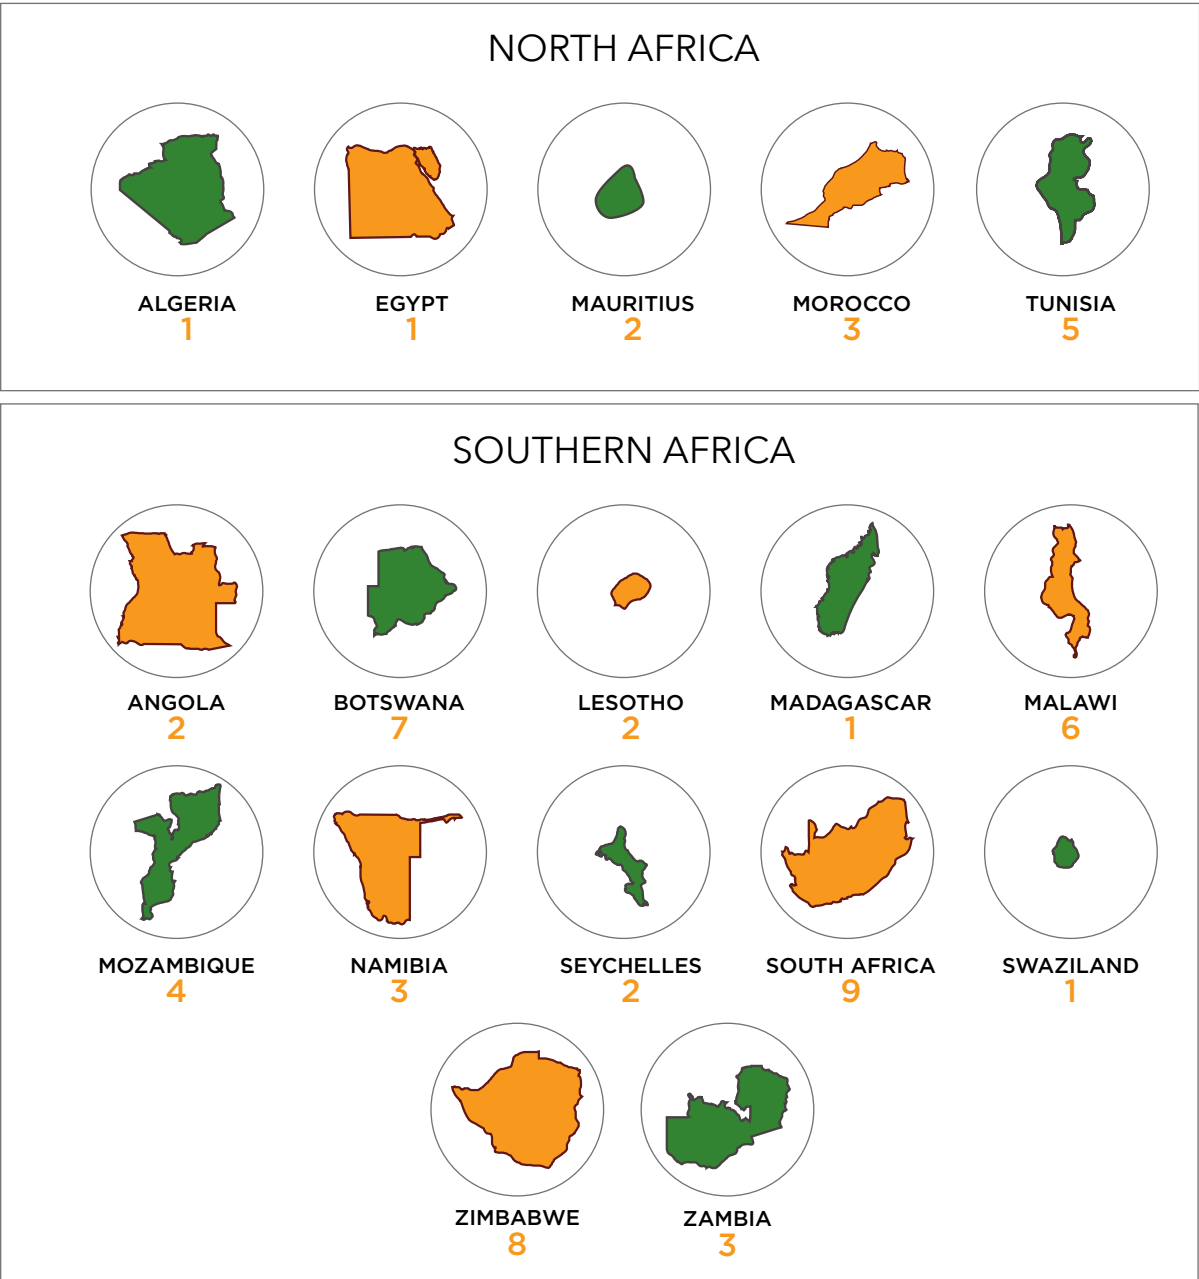 NORTH AFRICA
ALGERIA EGYPT MAURITIUS MOROCCO TUNISIA
1 1 2 3 5
SOUTHERN AFRICA
ANGOLA BOTSWANA LESOTHO MADAGASCAR MALAWI
2 7 2 1 6
MOZAMBIQUE NAMIBIA SEYCHELLES SOUTH AFRICA SWAZILAND
4 3 2 9 1
ZIMBABWE ZAMBIA
8 3